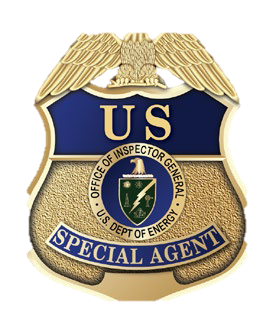 US
OFFICE OF INSPECTOR GENERAL
U.S. DEPT OF ENERGY
SPECIAL AGENT